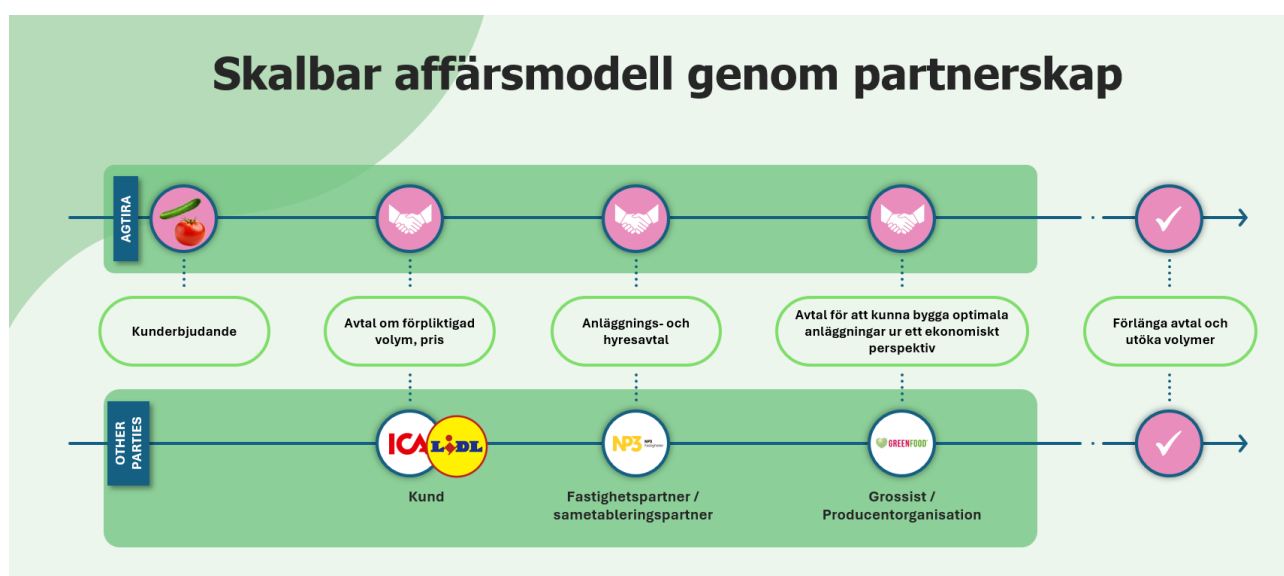 Skalbar affärsmodell genom partnerskap
AGTIRA
Kunderbjudande
Avtal om förpliktigad
volym, pris
Anläggnings- och
hyresavtal
Avtal för att kunna bygga optimala
anläggningar ur ett ekonomiskt
perspektiv
Förlänga avtal och
utöka volymer
OTHER
PARTIES
ICA
LIDL
NP3
NP3
Fastigheter
GREENFOOD
Kund
Fastighetspartner /
sametableringspartner
Grossist /
Producentorganisation